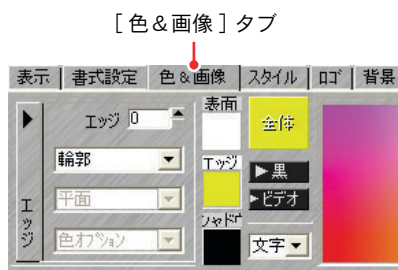 ［色＆画像］タブ
表示 書式設定 色＆画像 スタイル ﾛｺﾞ 背景
エッジ 0 表面 全体
輪郭 エッジ 黒
平面 ビデオ
エッジ 色ｵﾌﾟｼｮﾝ シャドウ 文字